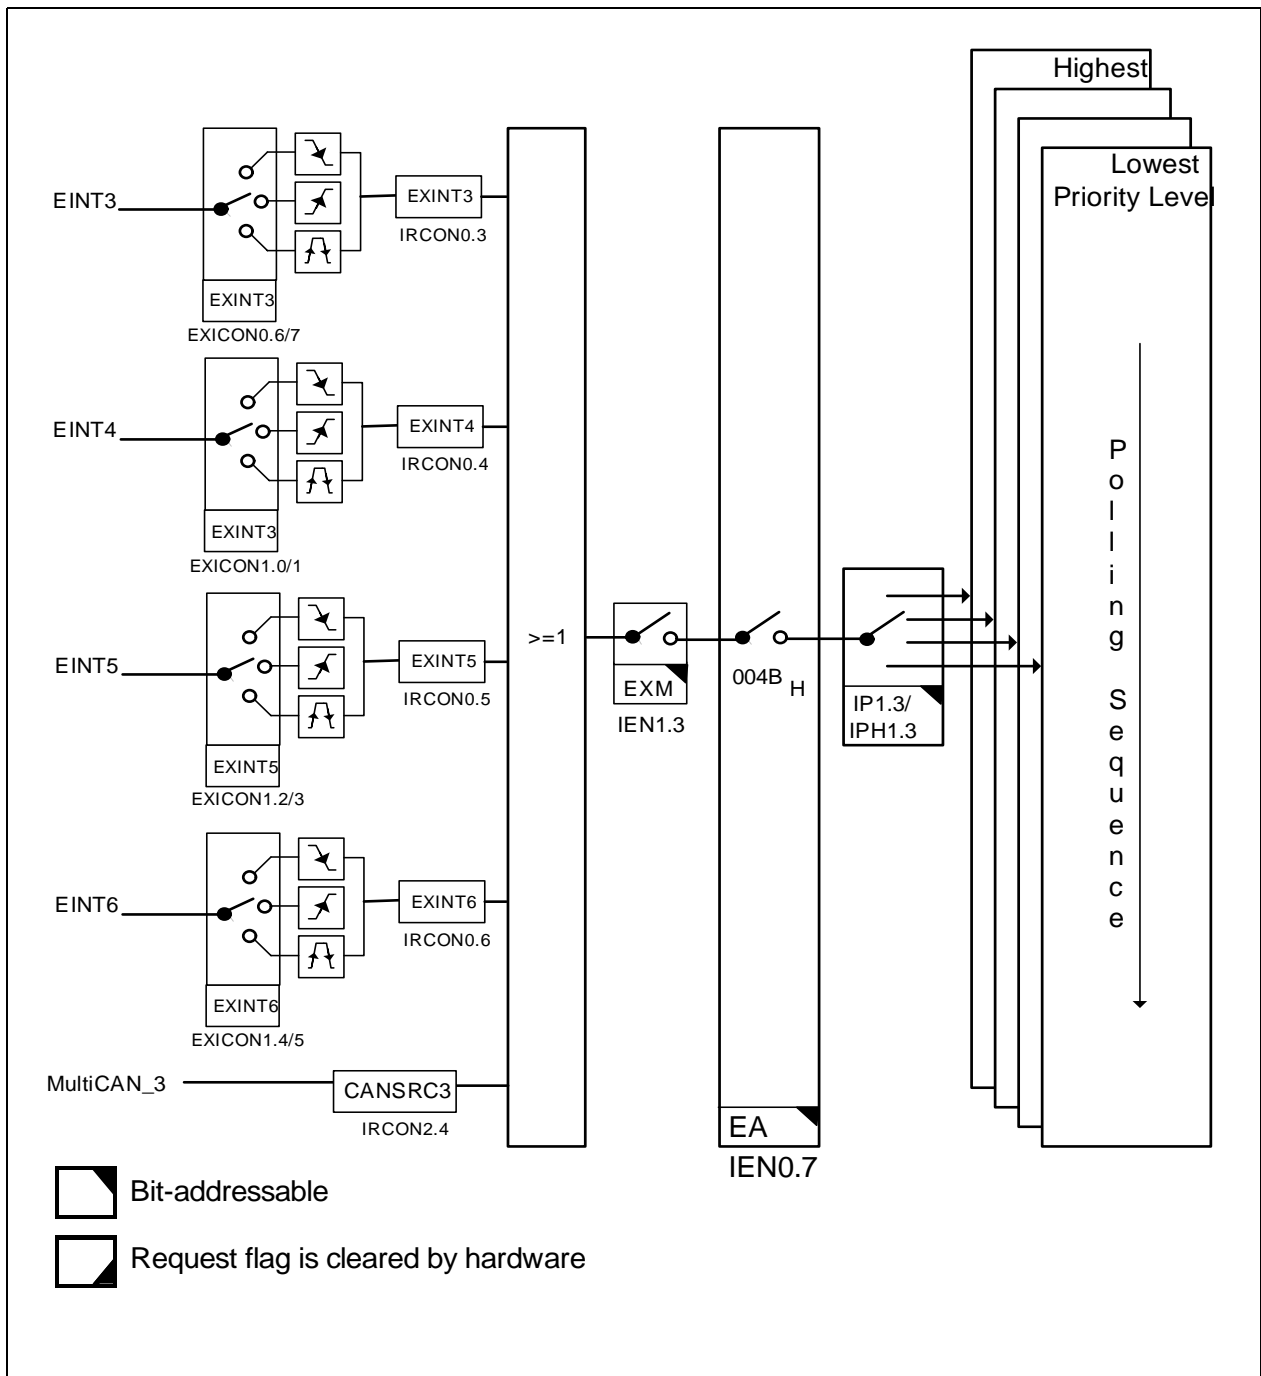 Highest
Lowest
Priority Level
EINT3
EXINT3
IRCON0.3
EXINT3
EXICON0.6/7
EINT4
EXINT4
IRCON0.4
EXINT3
EXICON1.0/1
EINT5
EXINT5
IRCON0.5
EXINT5
EXICON1.2/3
EINT6
EXINT6
IRCON0.6
EXINT6
EXICON1.4/5
MultiCAN_3
CANSRC3
IRCON2.4
>=1
EXM
IEN1.3
004B H
EA
IEN0.7
IP1.3/
IPH1.3
Polling Sequence
Bit-addressable
Request flag is cleared by hardware